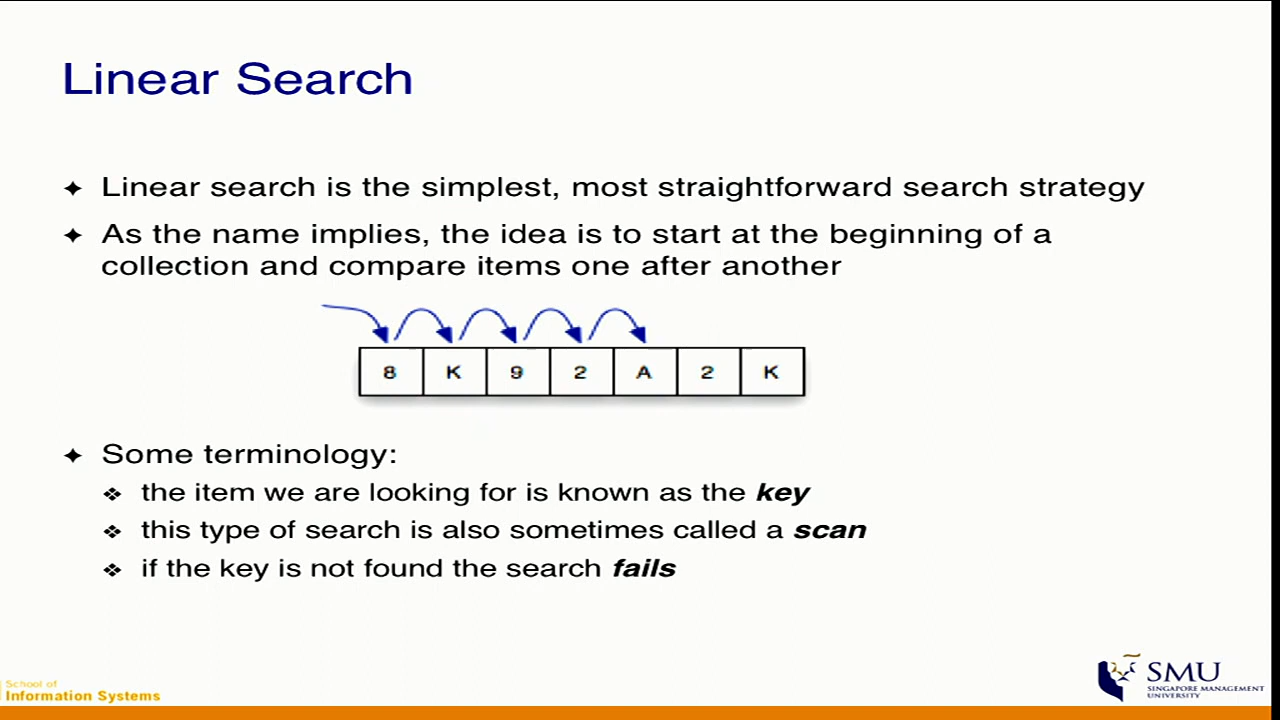 Linear Search
Linear search is the simplest, most straightforward search strategy
As the name implies, the idea is to start at the beginning of a
collection and compare items one after another
8 K 9 2 A 2 K
Some terminology:
the item we are looking for is known as the key
this type of search is also sometimes called a scan
if the key is not found the search fails
School of
Information Systems
SMU
SINGAPORE MANAGEMENT
UNIVERSITY